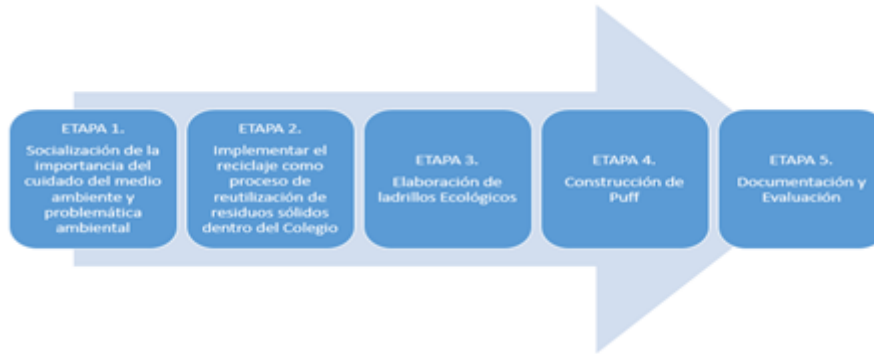 ETAPA 1.
Socialización de la
importancia del
cuidado del medio
ambiente y
problemática
ambiental
ETAPA 2.
Implementar el
reciclaje como
proceso de
reutilización de
residuos sólidos
dentro del Colegio
ETAPA 3.
Elaboración de
ladrillos Ecológicos
ETAPA 4.
Construcción de
Puff
ETAPA 5.
Documentación y
Evaluación